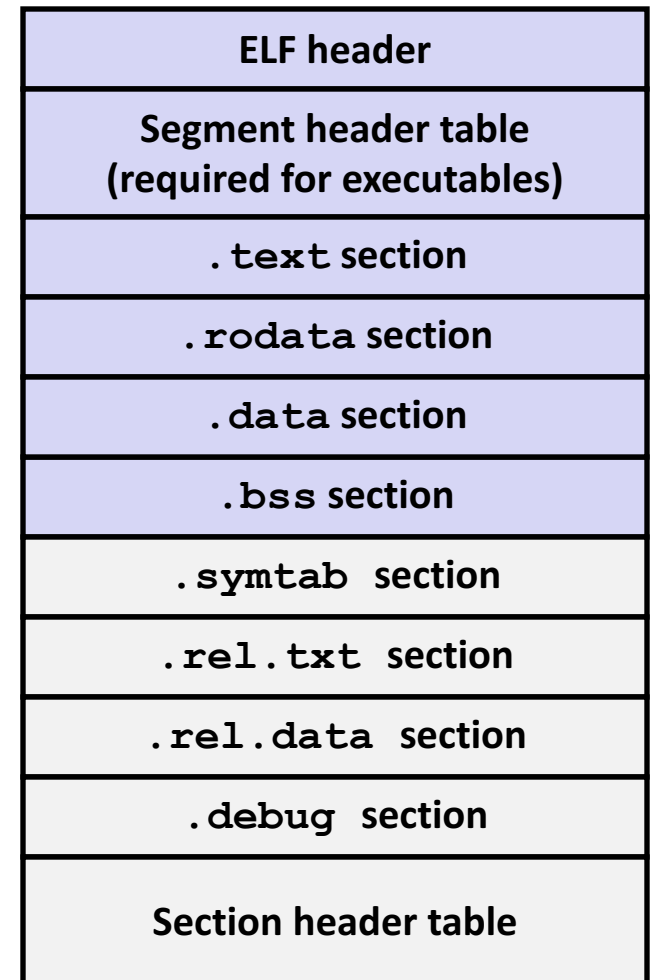 ELF header
Segment header table
(required for executables)
.text section
.rodata section
.data section
.bss section
.symtab section
.rel.txt section
.rel.data section
.debug section
Section header table